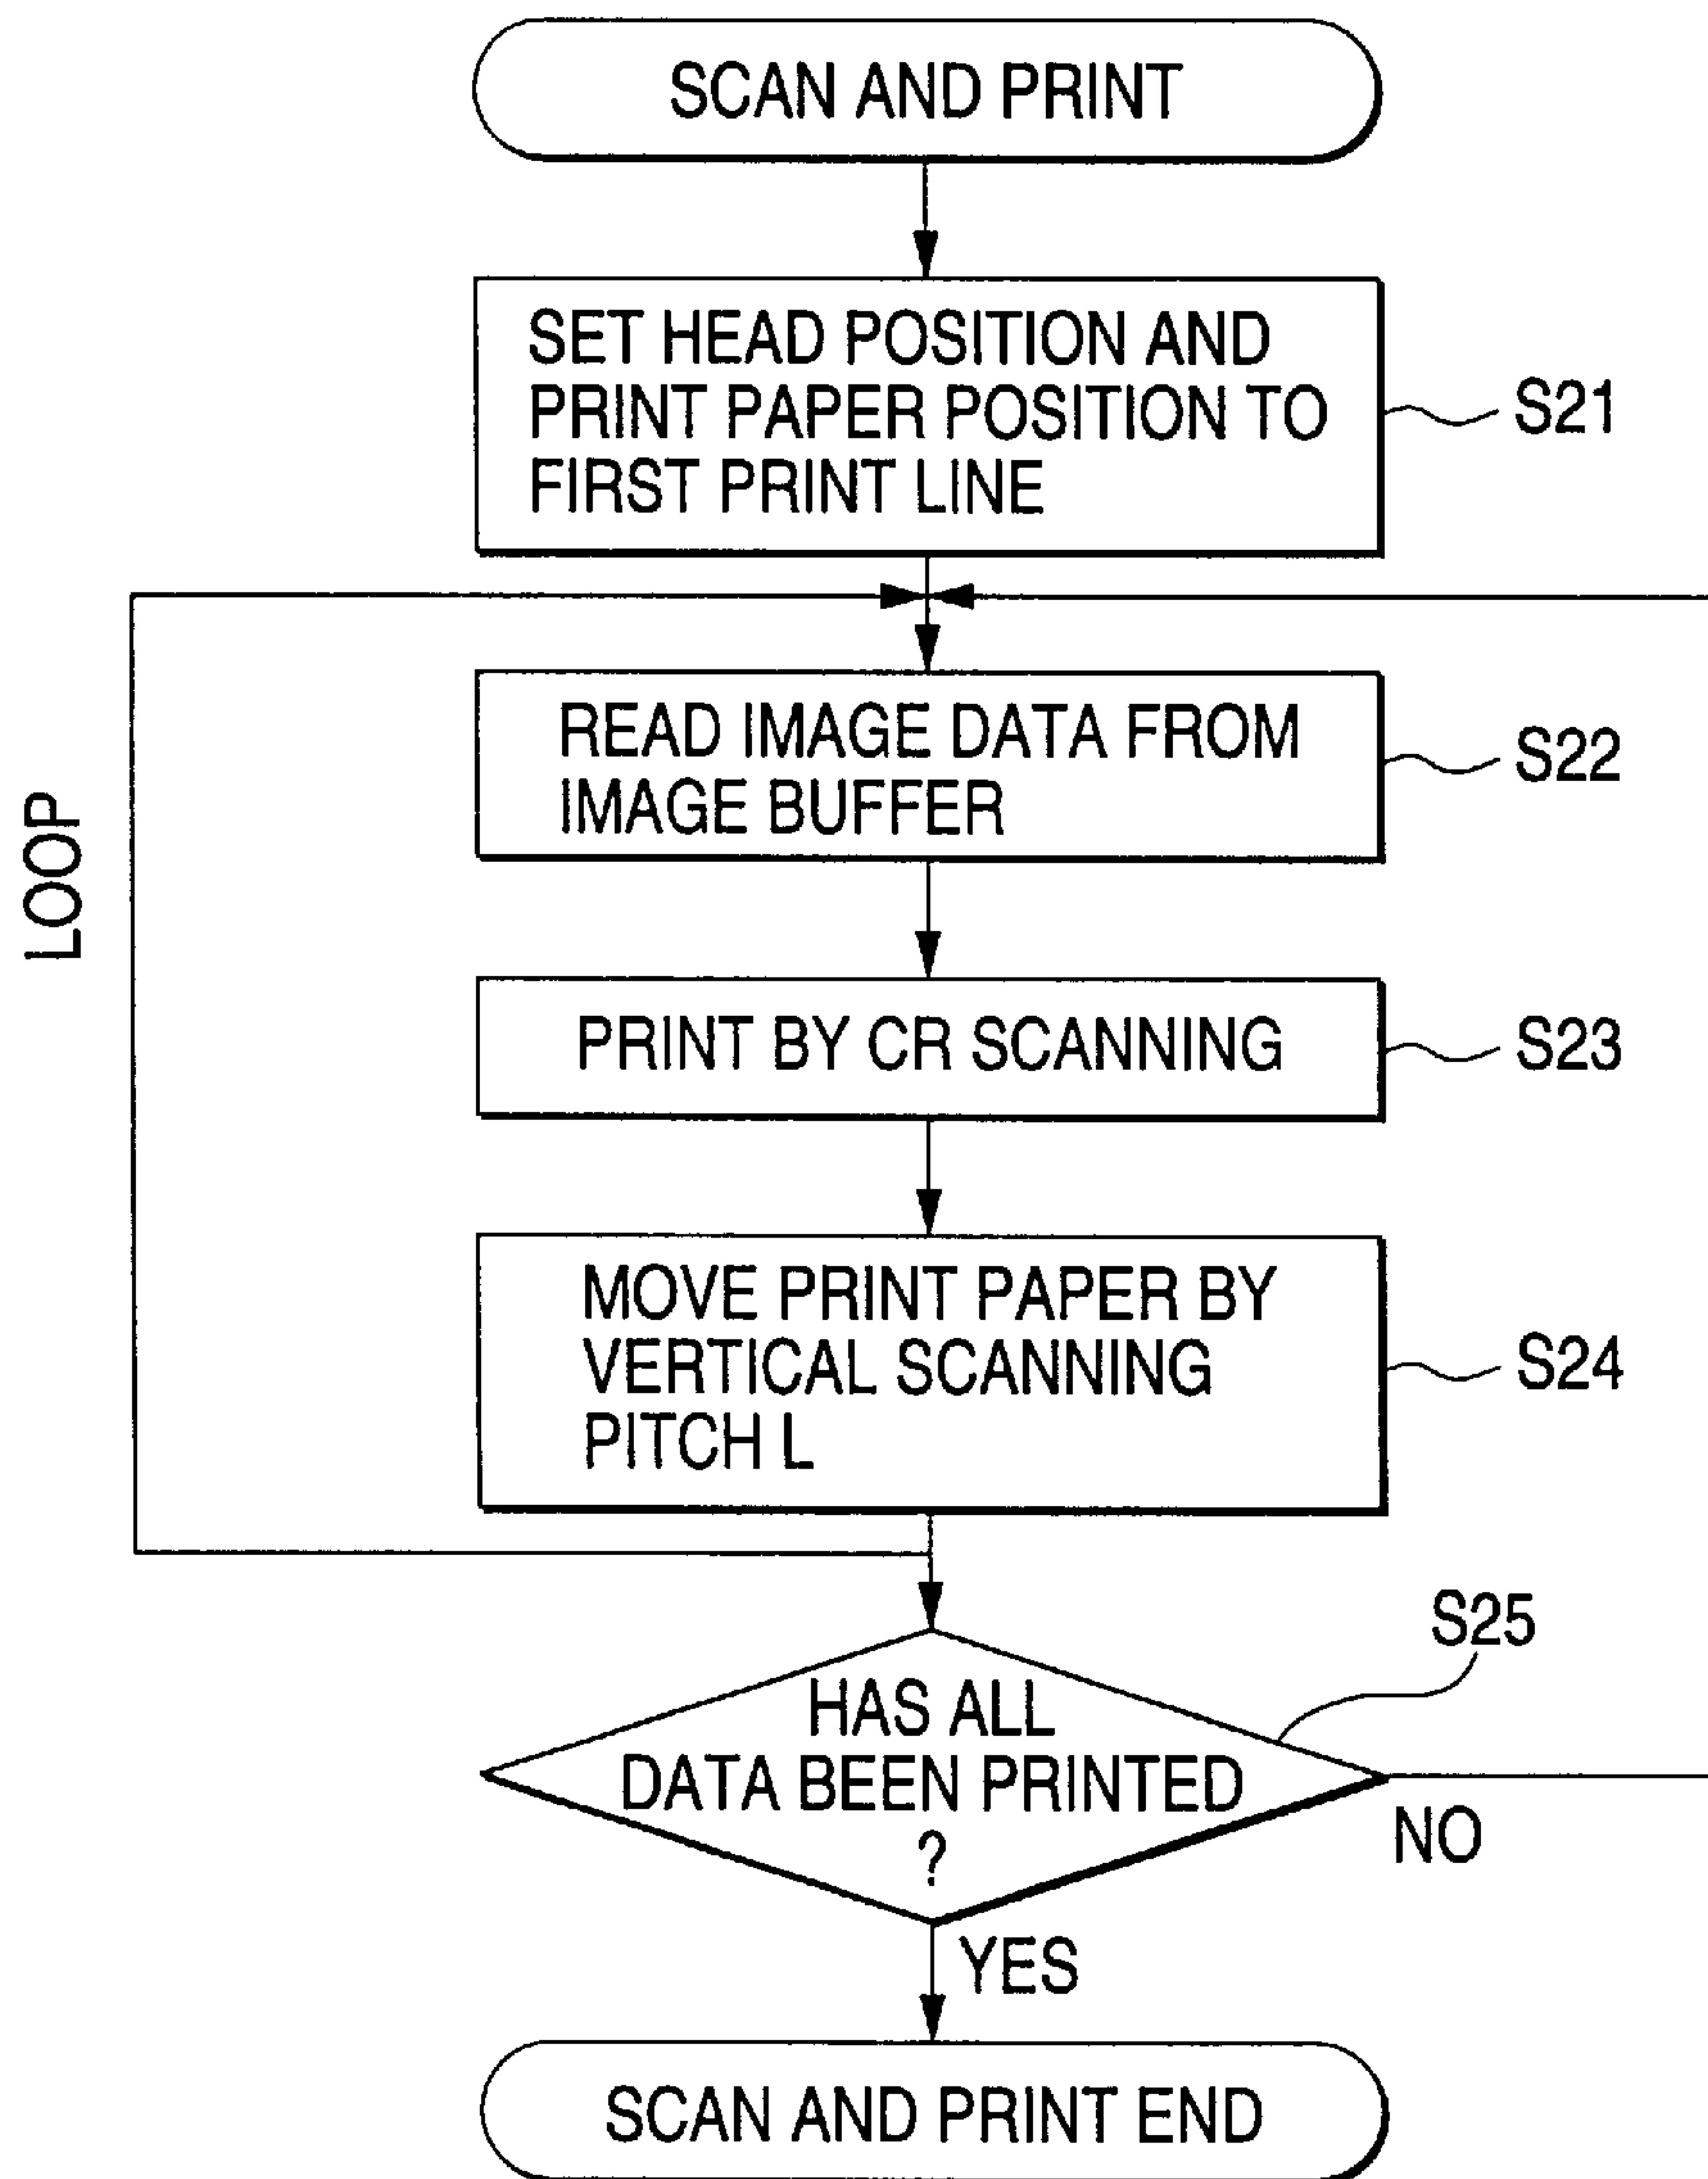 SCAN AND PRINT
SET HEAD POSITION AND
PRINT PAPER POSITION TO
FIRST PRINT LINE
S21
LOOP
READ IMAGE DATA FROM
IMAGE BUFFER
S22
PRINT BY CR SCANNING
S23
MOVE PRINT PAPER BY
VERTICAL SCANNING
PITCH L
S24
S25
HAS ALL
DATA BEEN PRINTED
?
NO
YES
SCAN AND PRINT END